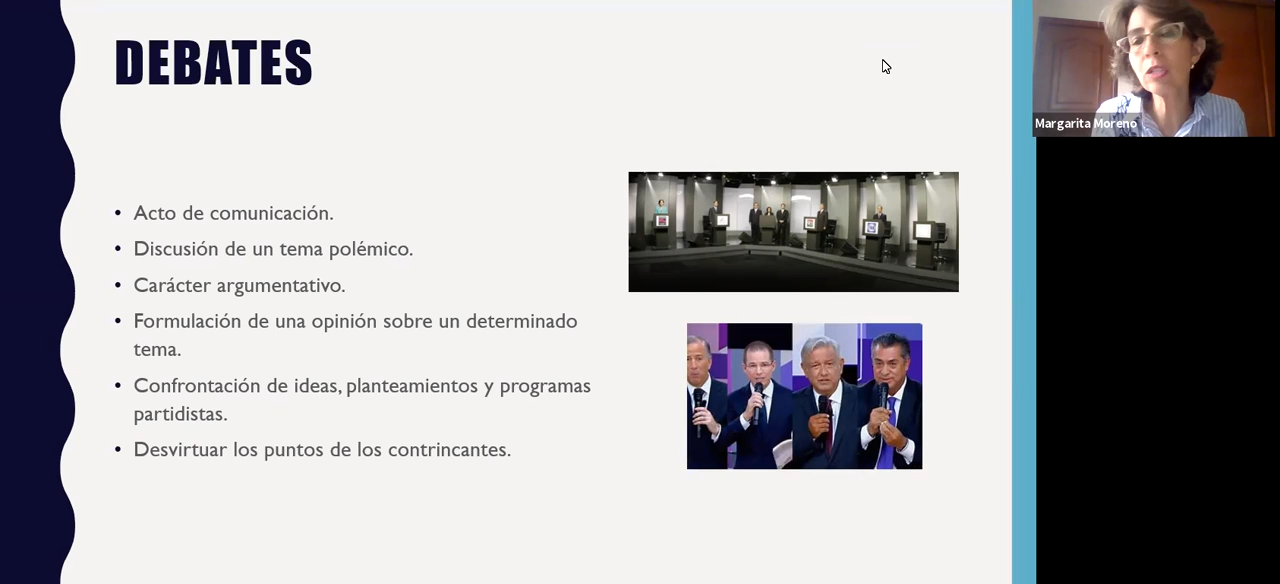 DEBATES
Margarita Moreno
• Acto de comunicación.
• Discusión de un tema polémico.
• Carácter argumentativo.
• Formulación de una opinión sobre un determinado
tema.
• Confrontación de ideas, planteamientos y programas
partidistas.
• Desvirtuar los puntos de los contrincantes.